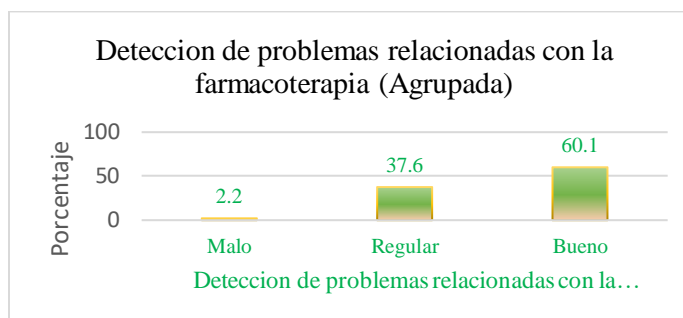 Deteccion de problemas relacionadas con la
farmacoterapia (Agrupada)
Porcentaje
100
50
0
2.2
37.6
60.1
Malo
Regular
Bueno
Deteccion de problemas relacionadas con la…